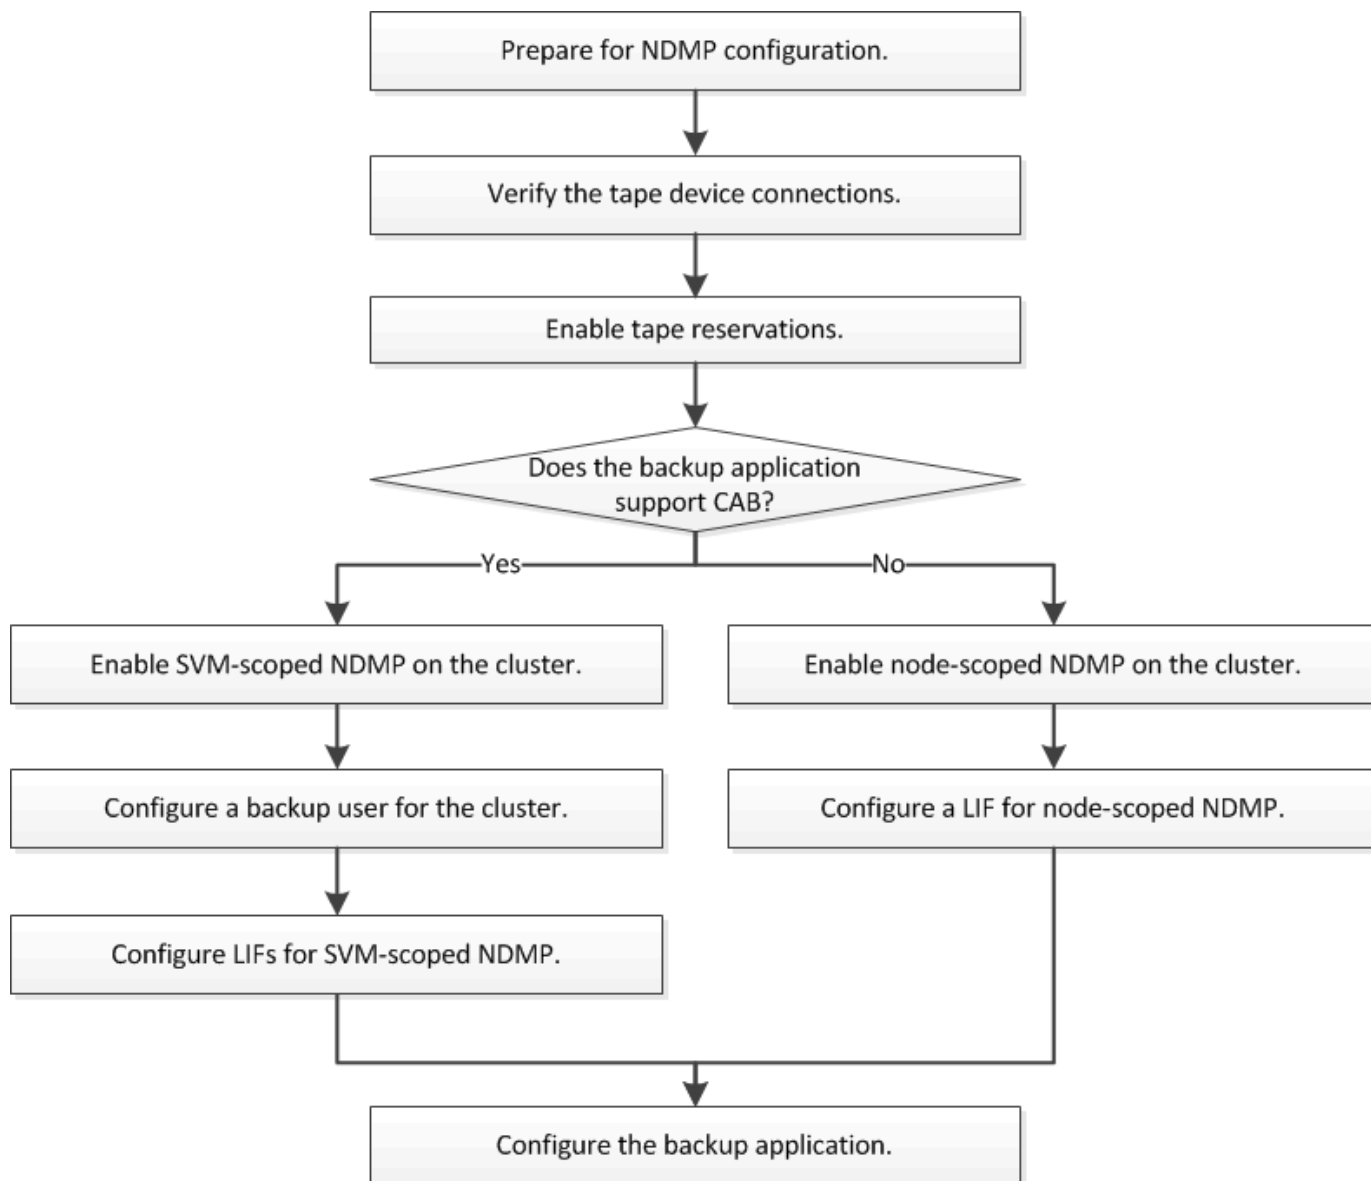 Prepare for NDMP configuration.
Verify the tape device connections.
Enable tape reservations.
Does the backup application
support CAB?
Yes
No
Enable SVM-scoped NDMP on the cluster.
Enable node-scoped NDMP on the cluster.
Configure a backup user for the cluster.
Configure a LIF for node-scoped NDMP.
Configure LIFs for SVM-scoped NDMP.
Configure the backup application.